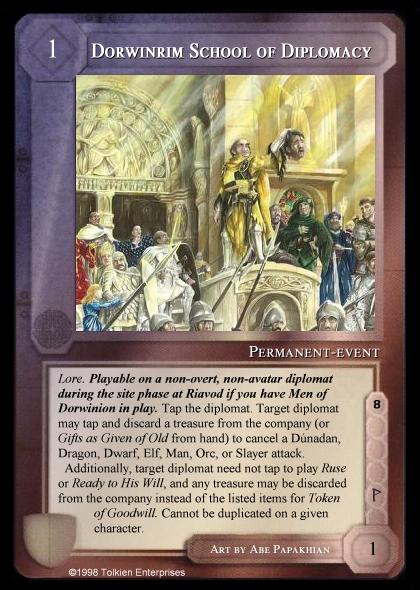 1
DORWINRIM SCHOOL OF DIPLOMACY
PERMANENT-EVENT
Lore. Playable on a non-overt, non-avatar diplomat
during the site phase at Riavod if you have Men of
Dorwinion in play. Tap the diplomat. Target diplomat
may tap and discard a treasure from the company (or
Gifts as Given of Old from hand) to cancel a Dúnadan,
Dragon, Dwarf, Elf, Man, Orc, or Slayer attack.
Additionally, target diplomat need not tap to play Ruse
or Ready to His Will, and any treasure may be discarded
from the company instead of the listed items for Token
of Goodwill. Cannot be duplicated on a given
character.
8
ᚹ
ART BY ABE PAPAKHIAN
1
©1998 Tolkien Enterprises